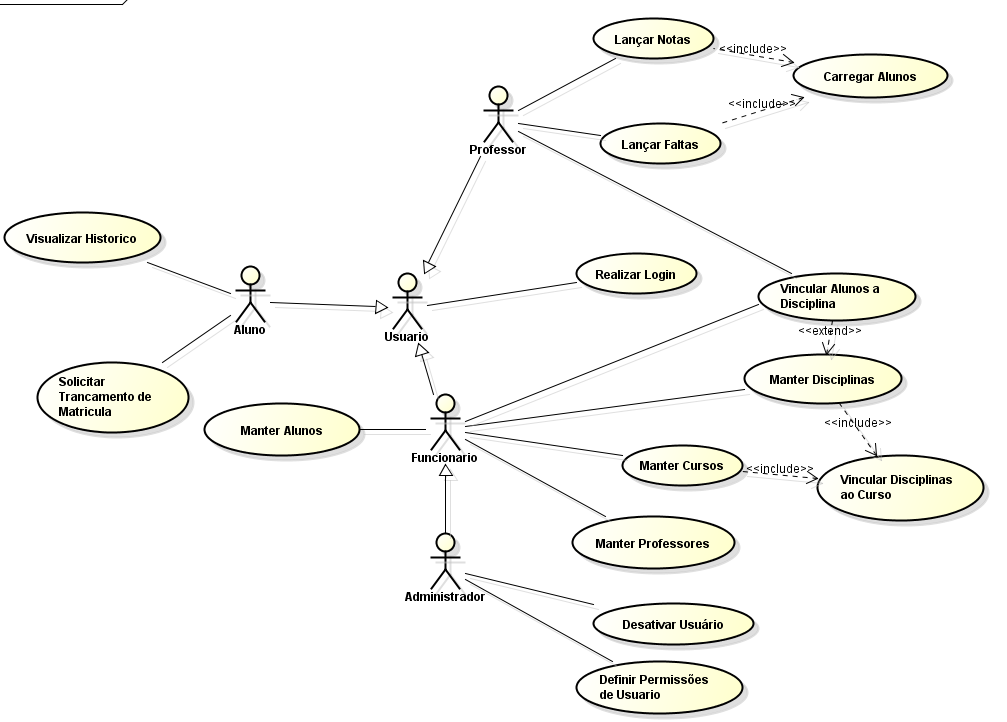 Lançar Notas
<<include>>
Carregar Alunos
<<include>>
Lançar Faltas
Professor
Visualizar Historico
Realizar Login
Vincular Alunos a
Disciplina
Aluno
Usuario
<<extend>>
Solicitar
Trancamento de
Matricula
Manter Disciplinas
Manter Alunos
<<include>>
Funcionario
Manter Cursos
<<include>>
Vincular Disciplinas
ao Curso
Manter Professores
Administrador
Desativar Usuário
Definir Permissões
de Usuario